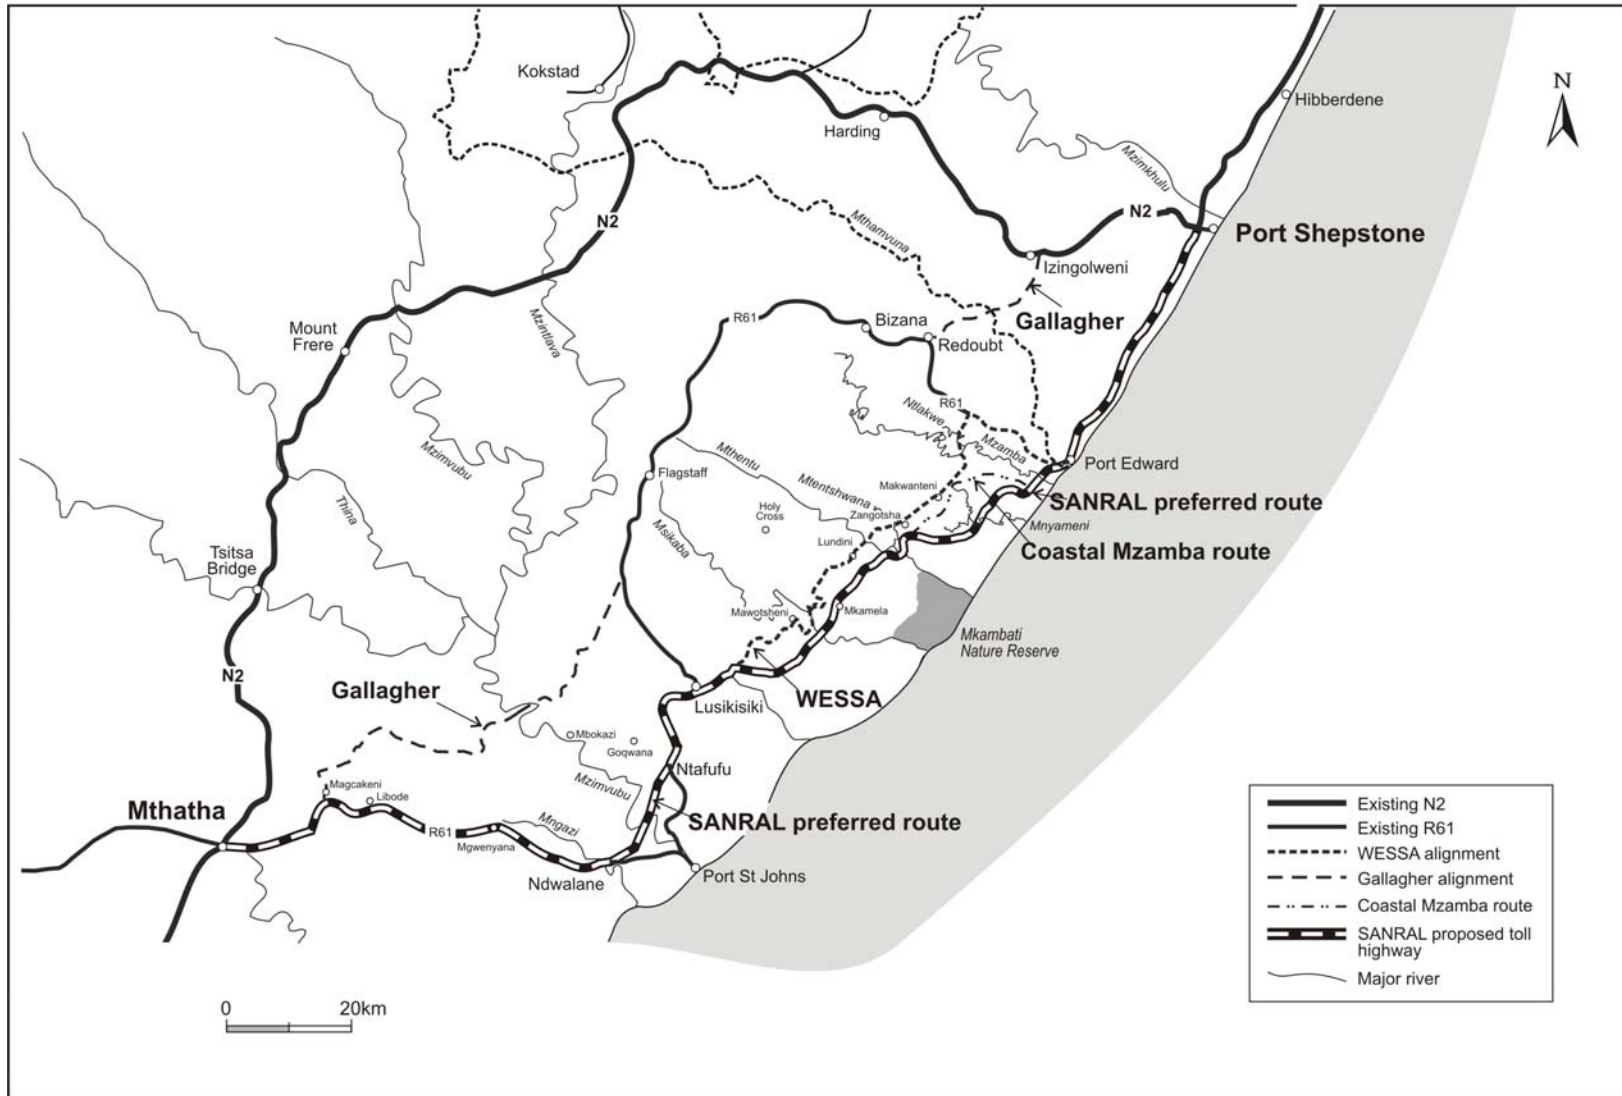 Kokstad
N
Hibberdene
Harding
Mzimkhulu
N2
Mthamvuna
N2
Port Shepstone
Izingolweni
Mzintlava
R61
Bizana
Gallagher
Mount
Frere
Redoubt
R61
Ntlakwe
Mzimvubu
Mthentu
Mzamba
Port Edward
Flagstaff
Mtentshwana
Makwanteni
SANRAL preferred route
Thina
Holy
Cross
Zangotsha
Mnyameni
Msikaba
Lundini
Coastal Mzamba route
Tsitsa
Bridge
Mawotsheni
Mkamela
Mkambati
Nature Reserve
N2
Gallagher
WESSA
Lusikisiki
Mbokazi
Goqwana
Ntafufu
Magcakeni
Mzimvubu
Libode
Mthatha
SANRAL preferred route
R61
Mngazi
Mgwenyana
Ndwalane
Port St Johns
Existing N2
Existing R61
WESSA alignment
Gallagher alignment
Coastal Mzamba route
SANRAL proposed toll
highway
Major river
0 20km